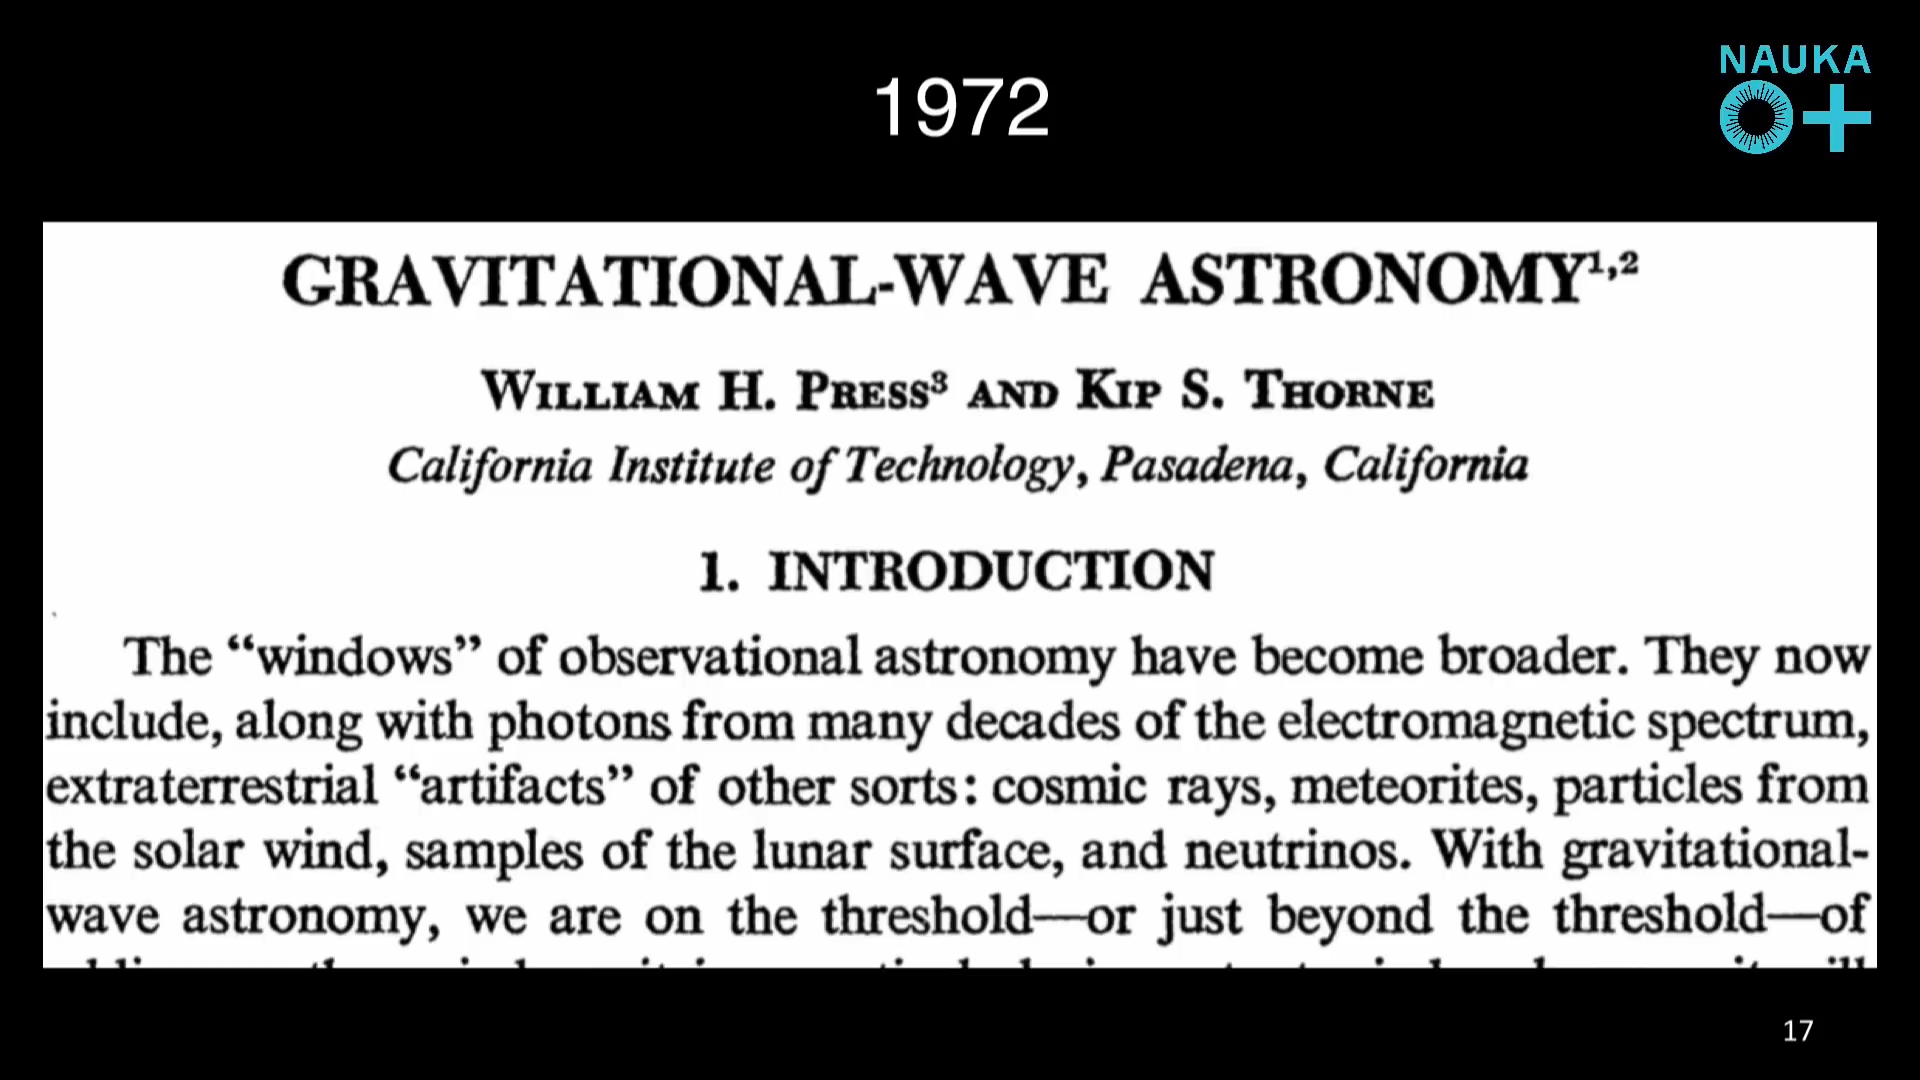 1972
NAUKA
0+
GRAVITATIONAL-WAVE ASTRONOMY¹,²
WILLIAM H. PRESS³ AND KIP S. THORNE
California Institute of Technology, Pasadena, California
1. INTRODUCTION
The “windows” of observational astronomy have become broader. They now
include, along with photons from many decades of the electromagnetic spectrum,
extraterrestrial “artifacts” of other sorts: cosmic rays, meteorites, particles from
the solar wind, samples of the lunar surface, and neutrinos. With gravitational-
wave astronomy, we are on the threshold—or just beyond the threshold—of
17